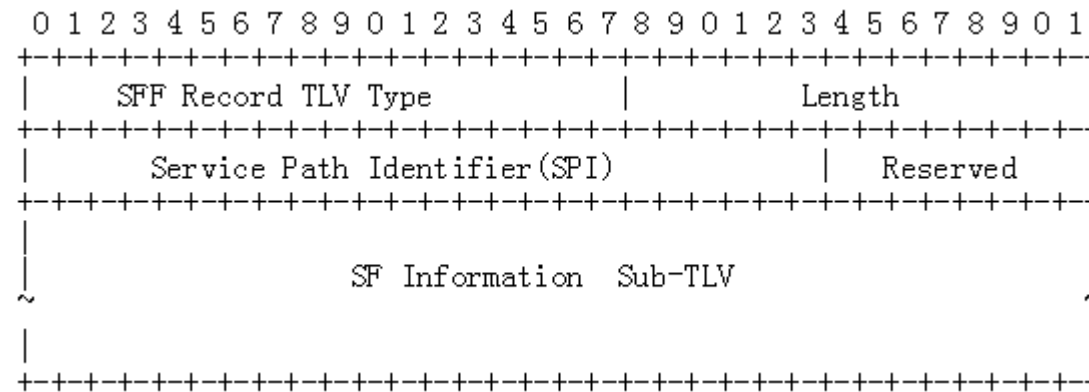 0 1 2 3 4 5 6 7 8 9 0 1 2 3 4 5 6 7 8 9 0 1 2 3 4 5 6 7 8 9 0 1
+-+-+-+-+-+-+-+-+-+-+-+-+-+-+-+-+-+-+-+-+-+-+-+-+-+-+-+-+-+-+-+-
| SFF Record TLV Type | Length
+-+-+-+-+-+-+-+-+-+-+-+-+-+-+-+-+-+-+-+-+-+-+-+-+-+-+-+-+-+-+-+-
| Service Path Identifier(SPI) | Reserved
+-+-+-+-+-+-+-+-+-+-+-+-+-+-+-+-+-+-+-+-+-+-+-+-+-+-+-+-+-+-+-+-
|
| SF Information Sub-TLV
~ ~
|
+-+-+-+-+-+-+-+-+-+-+-+-+-+-+-+-+-+-+-+-+-+-+-+-+-+-+-+-+-+-+-+-